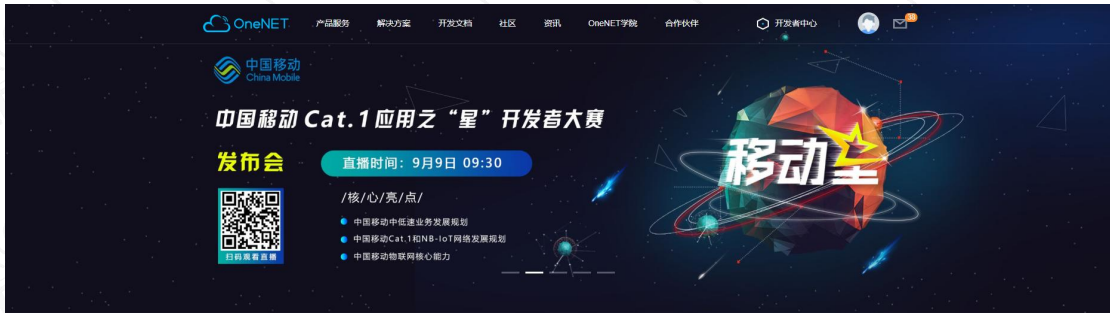 OneNET 产品服务 解决方案 开发文档 社区 资讯 OneNET学院 合作伙伴 开发者中心 38
中国移动
China Mobile
中国移动 Cat.1 应用之 “星” 开发者大赛
发布会
直播时间：9月9日 09:30
移动星
/核/心/亮/点/
中国移动中低速业务发展规划
中国移动Cat.1和NB-IoT网络发展规划
中国移动物联网核心能力
扫码观看直播